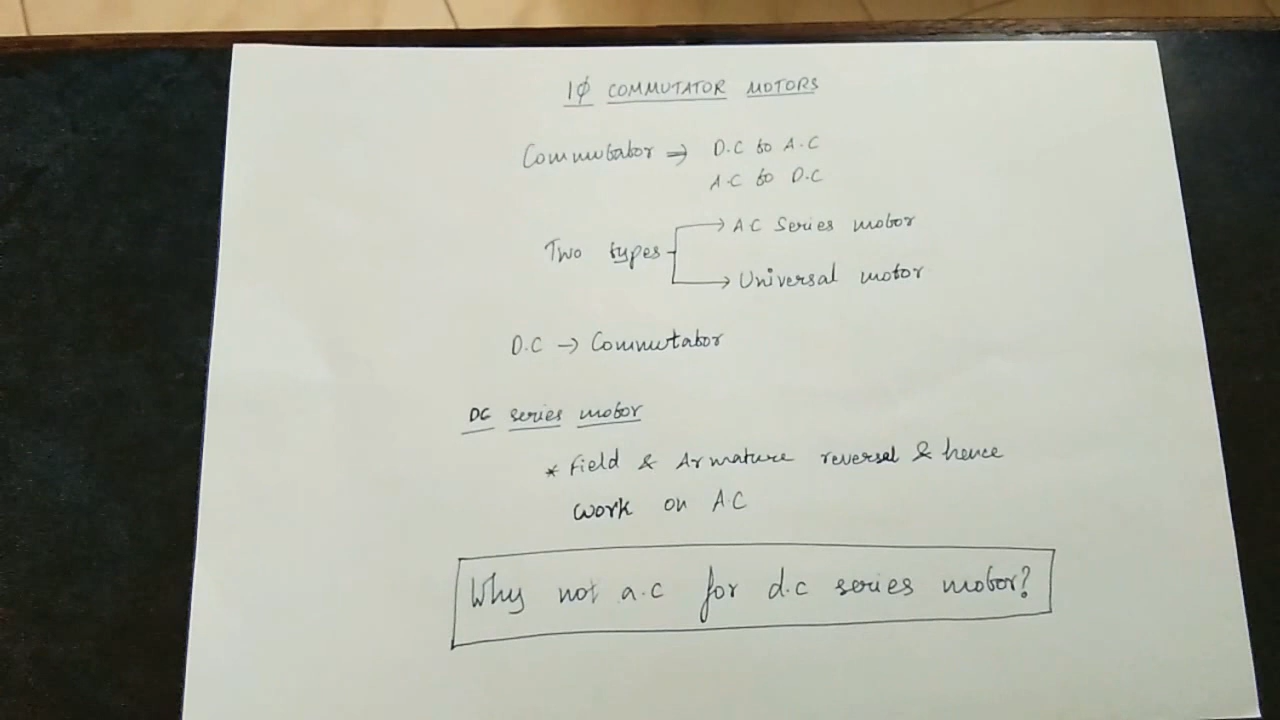 1ϕ COMMUTATOR MOTORS
Commutator ⇒ D.C to A.C
A.C to D.C
Two types → AC Series motor
→ Universal motor
D.C → Commutator
DC series motor
* Field & Armature reversal & hence
work on A.C
Why not a.c for d.c series motor?